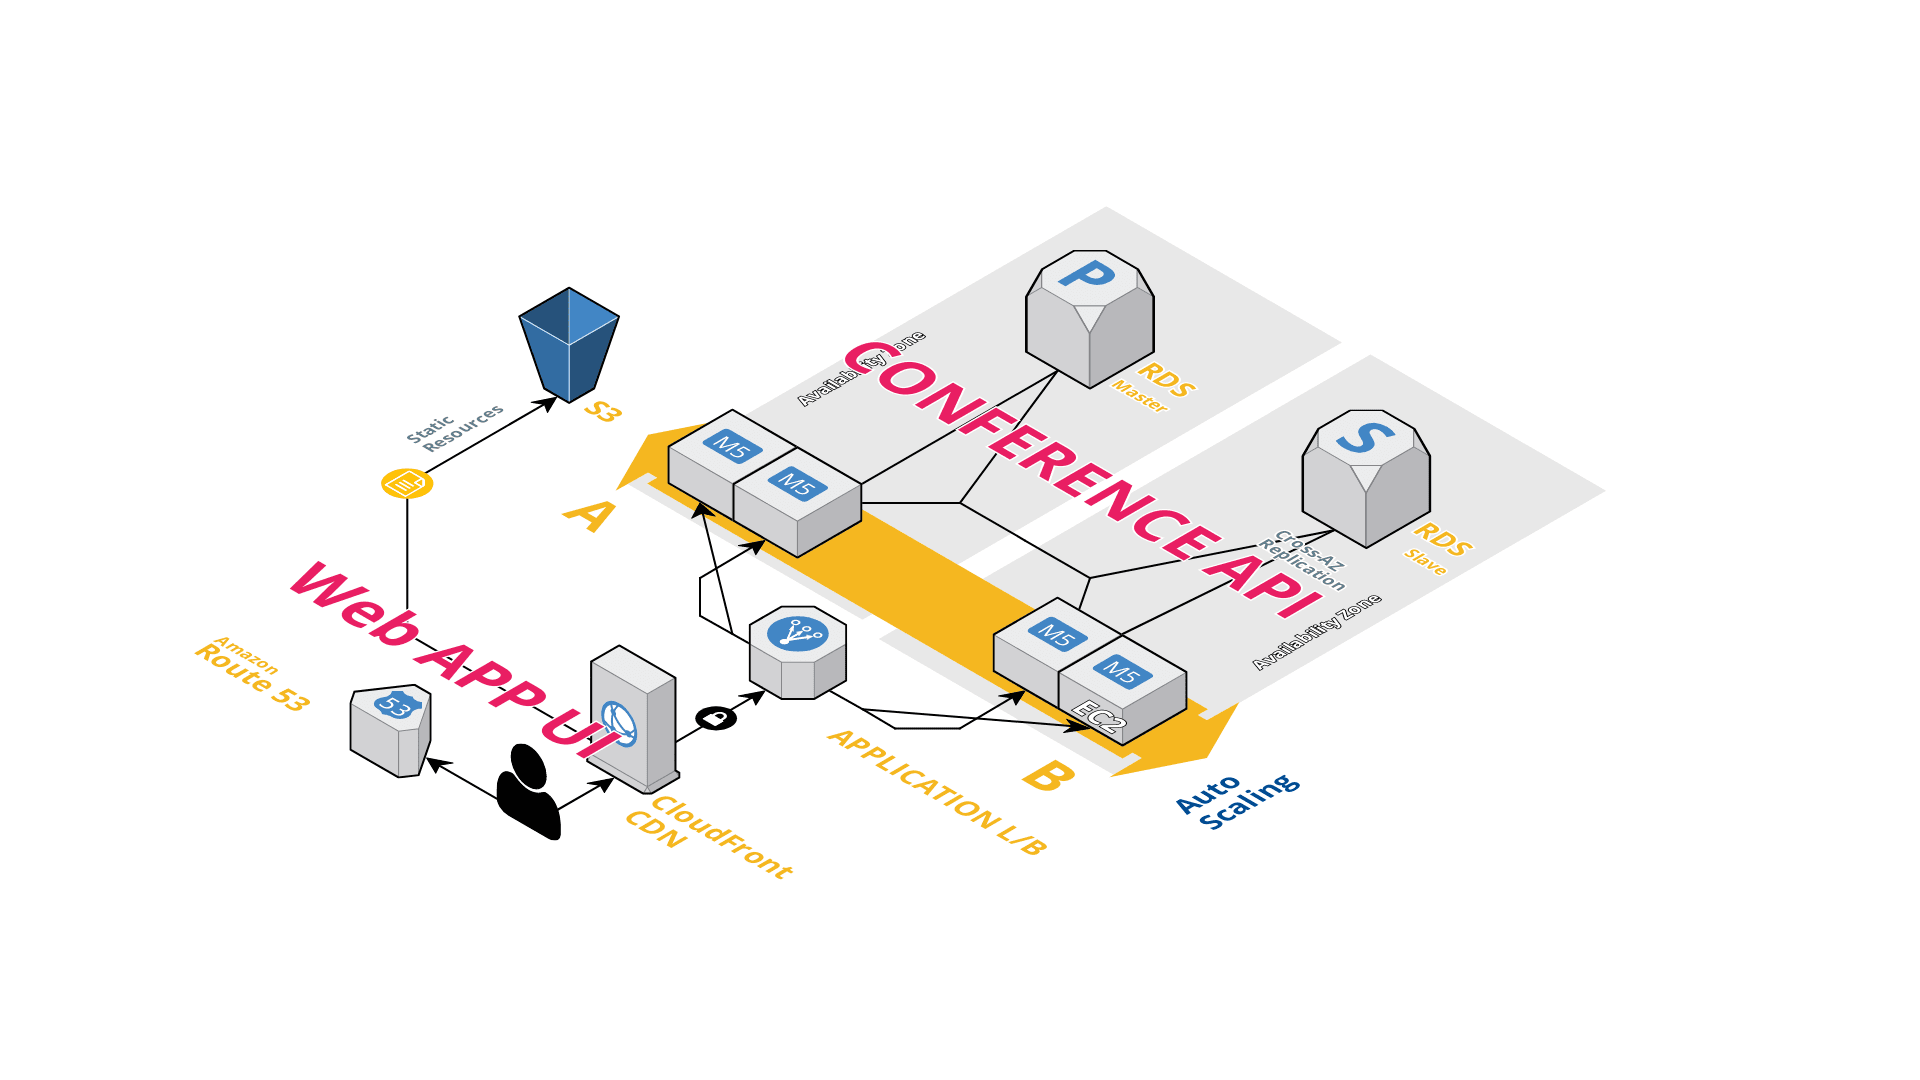 P
RDS
Master
Availability Zone
CONFERENCE API
S3
Static
Resources
S
RDS
Slave
Cross-AZ
Replication
Availability Zone
M5
M5
A
Web APP UI
M5
M5
EC2
Amazon
Route 53
53
B
APPLICATION L/B
Auto
Scaling
CloudFront
CDN